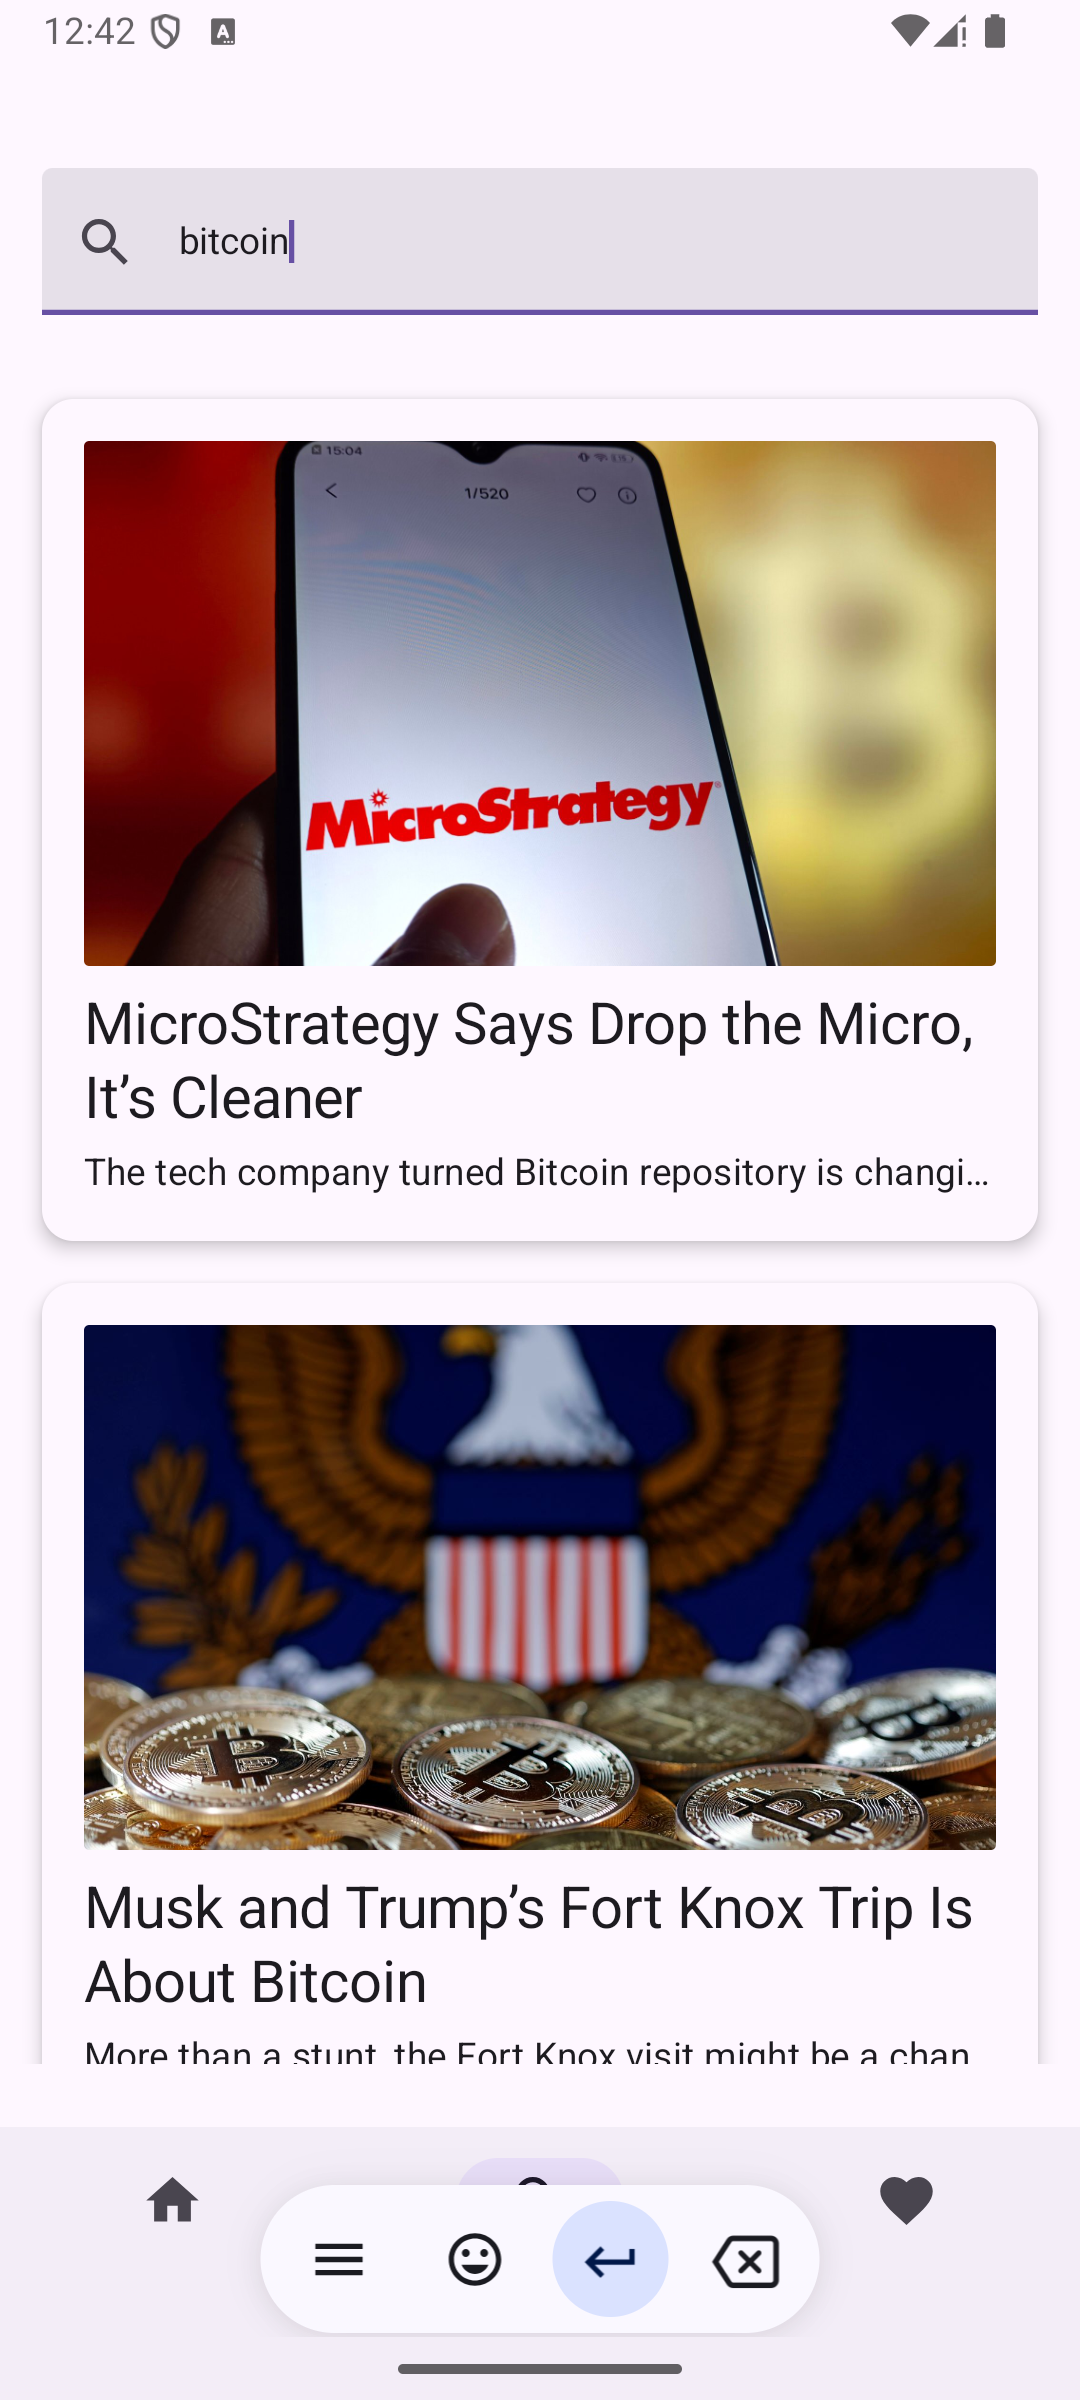 12:42
bitcoin
15:04
1/520
MicroStrategy
MicroStrategy Says Drop the Micro,
It’s Cleaner
The tech company turned Bitcoin repository is changi...
Musk and Trump’s Fort Knox Trip Is
About Bitcoin
More than a stunt, the Fort Knox visit might be a chan